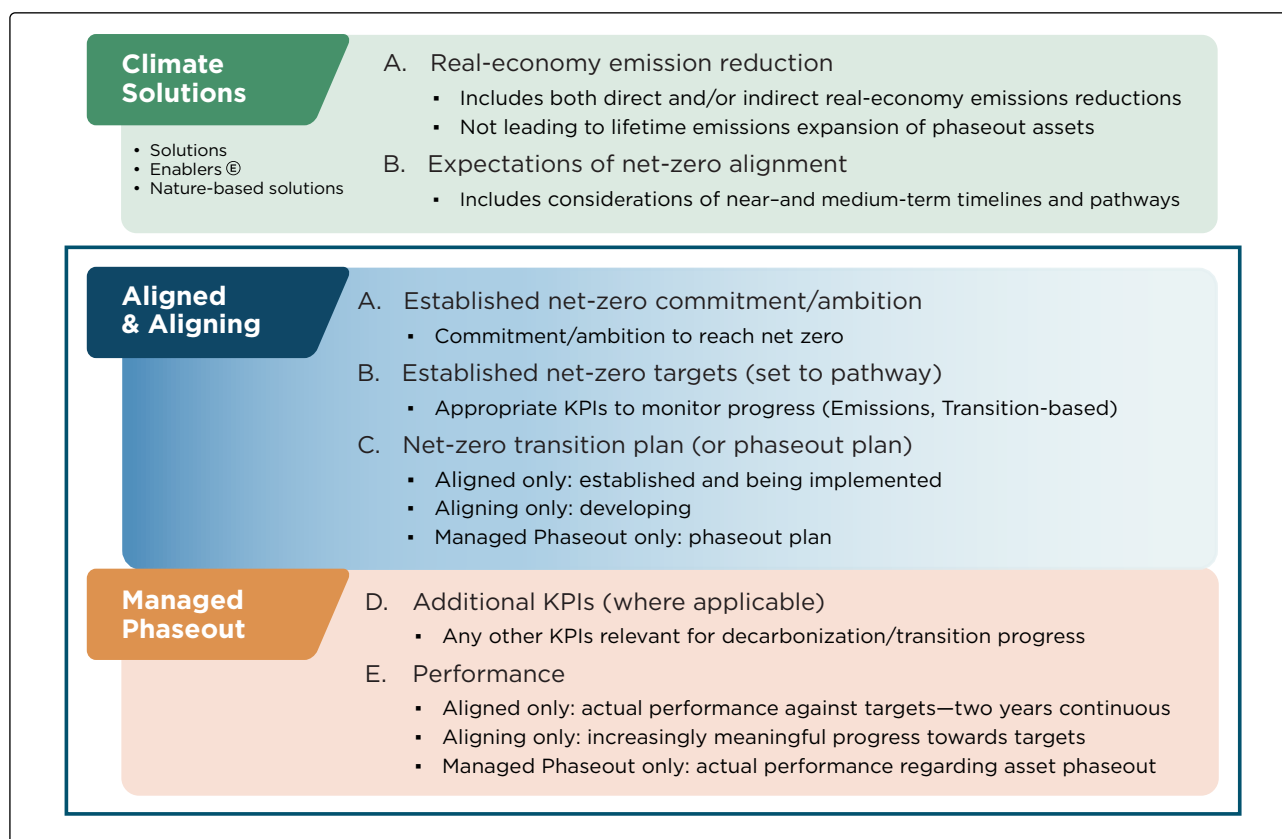 Climate
Solutions
• Solutions
• Enablers Ⓔ
• Nature-based solutions
A. Real-economy emission reduction
▪ Includes both direct and/or indirect real-economy emissions reductions
▪ Not leading to lifetime emissions expansion of phaseout assets
B. Expectations of net-zero alignment
▪ Includes considerations of near–and medium-term timelines and pathways
Aligned
& Aligning
A. Established net-zero commitment/ambition
▪ Commitment/ambition to reach net zero
B. Established net-zero targets (set to pathway)
▪ Appropriate KPIs to monitor progress (Emissions, Transition-based)
C. Net-zero transition plan (or phaseout plan)
▪ Aligned only: established and being implemented
▪ Aligning only: developing
▪ Managed Phaseout only: phaseout plan
Managed
Phaseout
D. Additional KPIs (where applicable)
▪ Any other KPIs relevant for decarbonization/transition progress
E. Performance
▪ Aligned only: actual performance against targets—two years continuous
▪ Aligning only: increasingly meaningful progress towards targets
▪ Managed Phaseout only: actual performance regarding asset phaseout